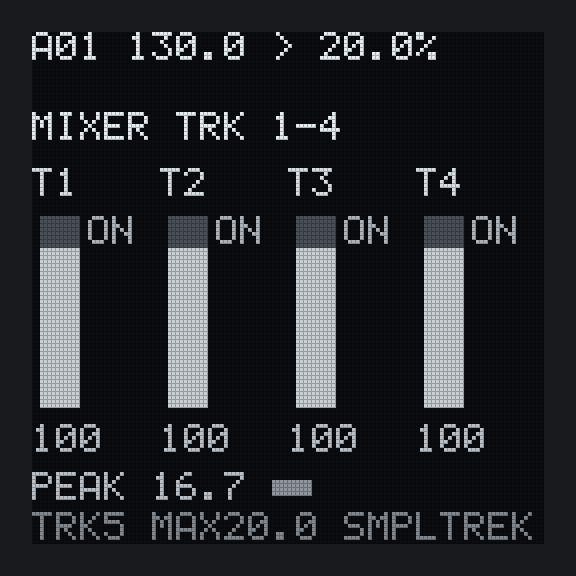 A01 130.0 > 20.0%
MIXER TRK 1-4
T1 T2 T3 T4
ON ON ON ON
100 100 100 100
PEAK 16.7
TRK5 MAX20.0 SMPLTREK